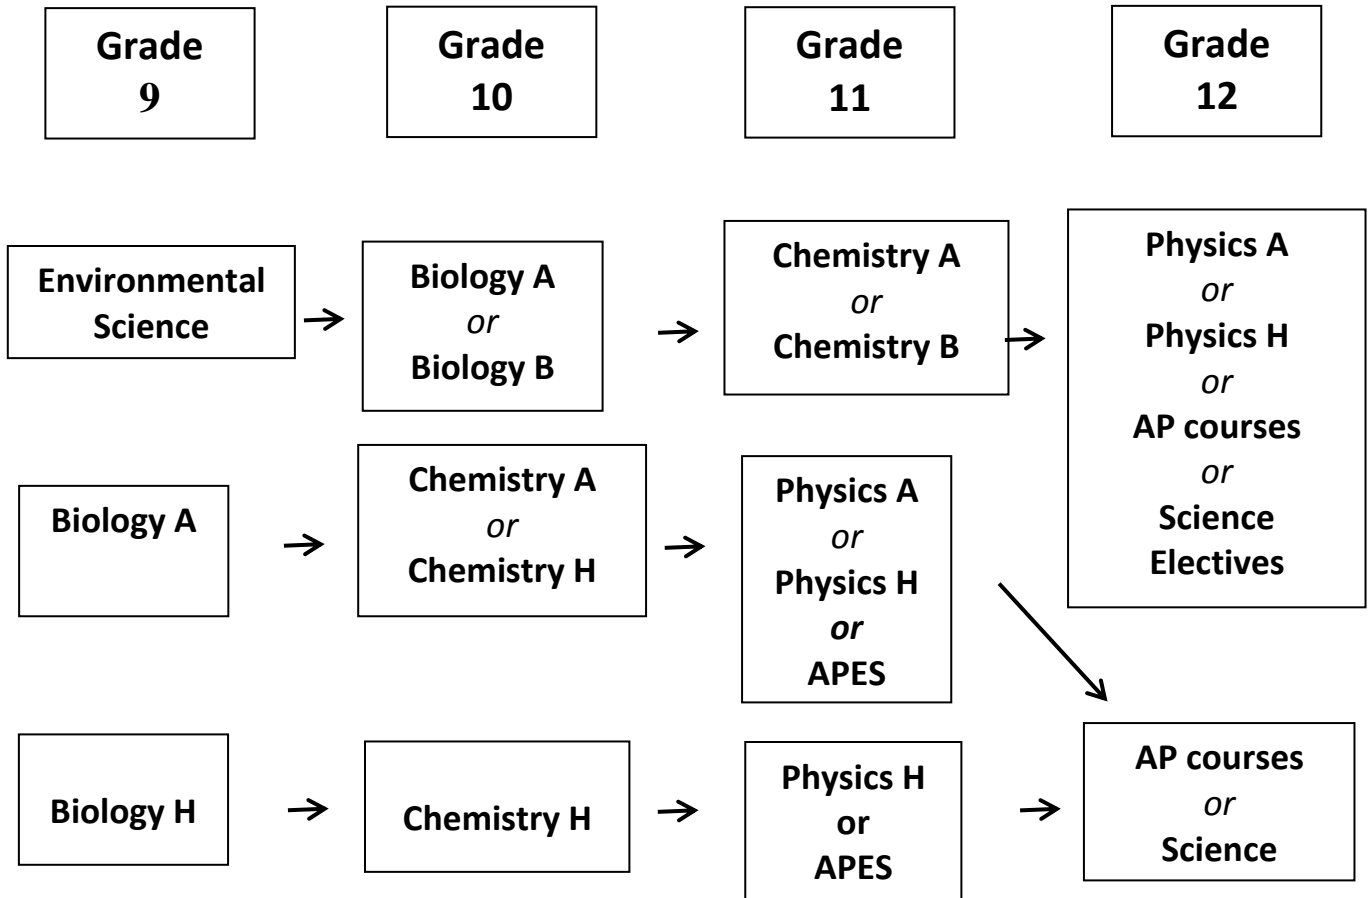 Grade
9
Grade
10
Grade
11
Grade
12
Environmental
Science
Biology A
or
Biology B
Chemistry A
or
Chemistry B
Physics A
or
Physics H
or
AP courses
or
Science
Electives
Biology A
Chemistry A
or
Chemistry H
Physics A
or
Physics H
or
APES
Biology H
Chemistry H
Physics H
or
APES
AP courses
or
Science